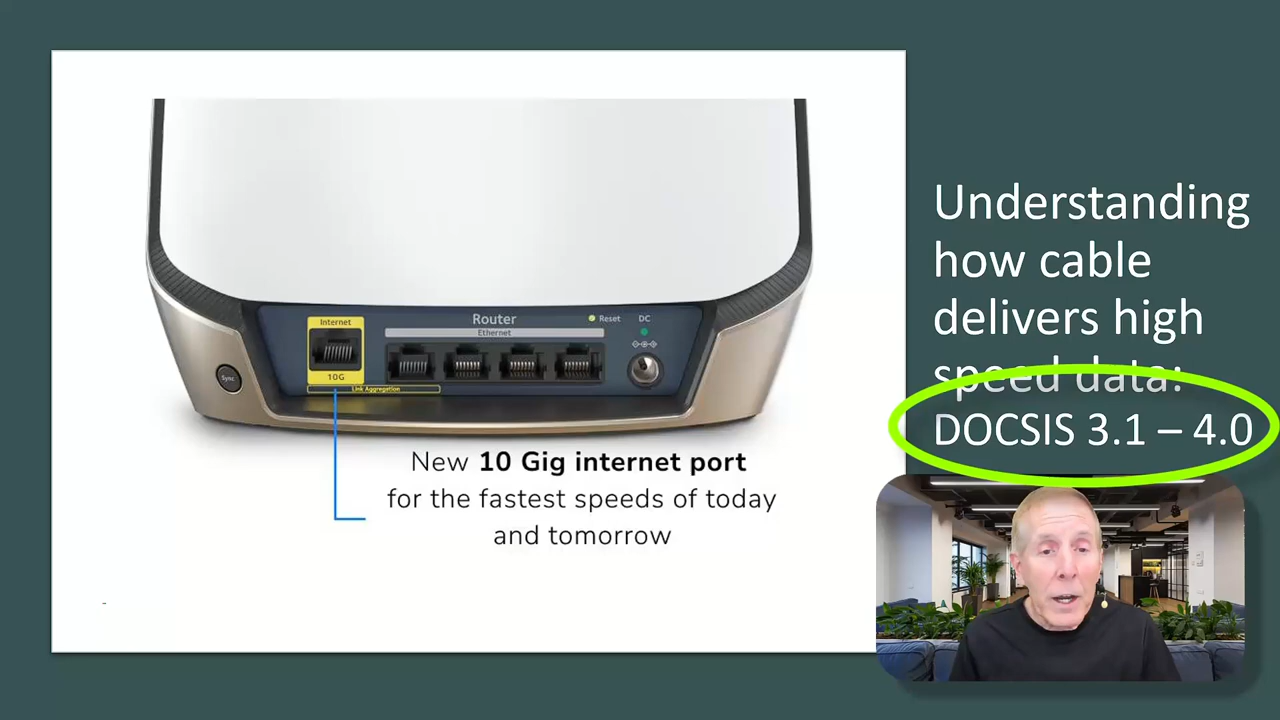 Internet
Router
Reset
DC
Ethernet
Sync
10G
Link Aggregation
New 10 Gig internet port
for the fastest speeds of today
and tomorrow
-
Understanding
how cable
delivers high
speed data:
DOCSIS 3.1 – 4.0